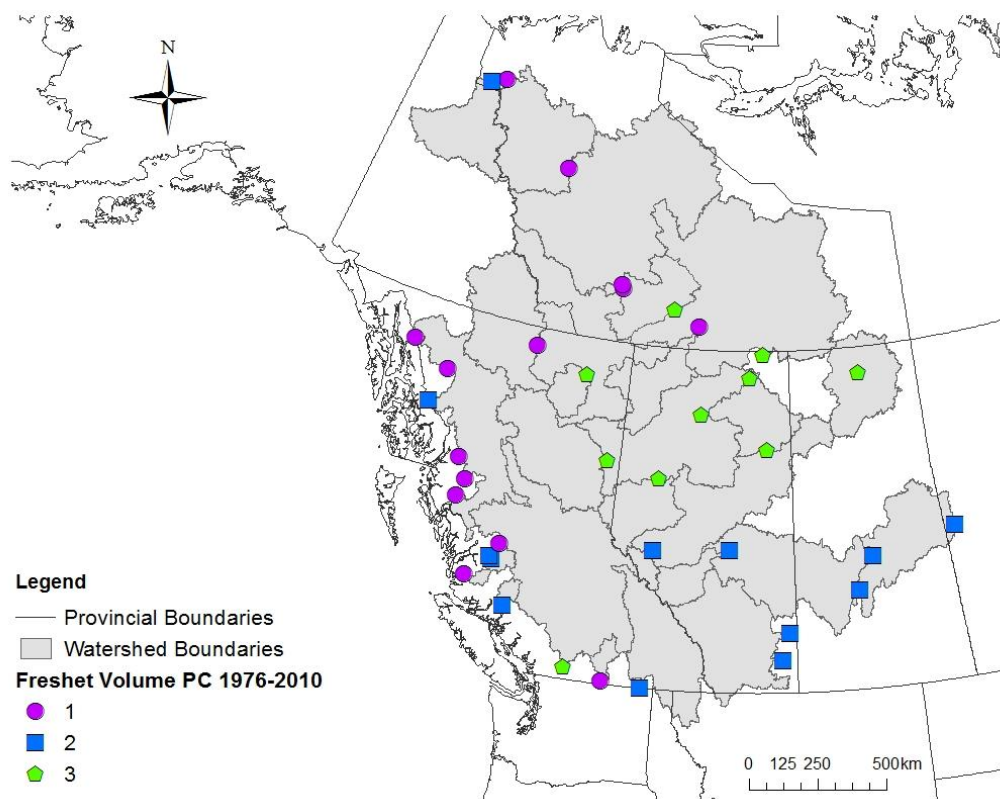 N
Legend
Provincial Boundaries
Watershed Boundaries
Freshet Volume PC 1976-2010
1
2
3
0 125 250 500km